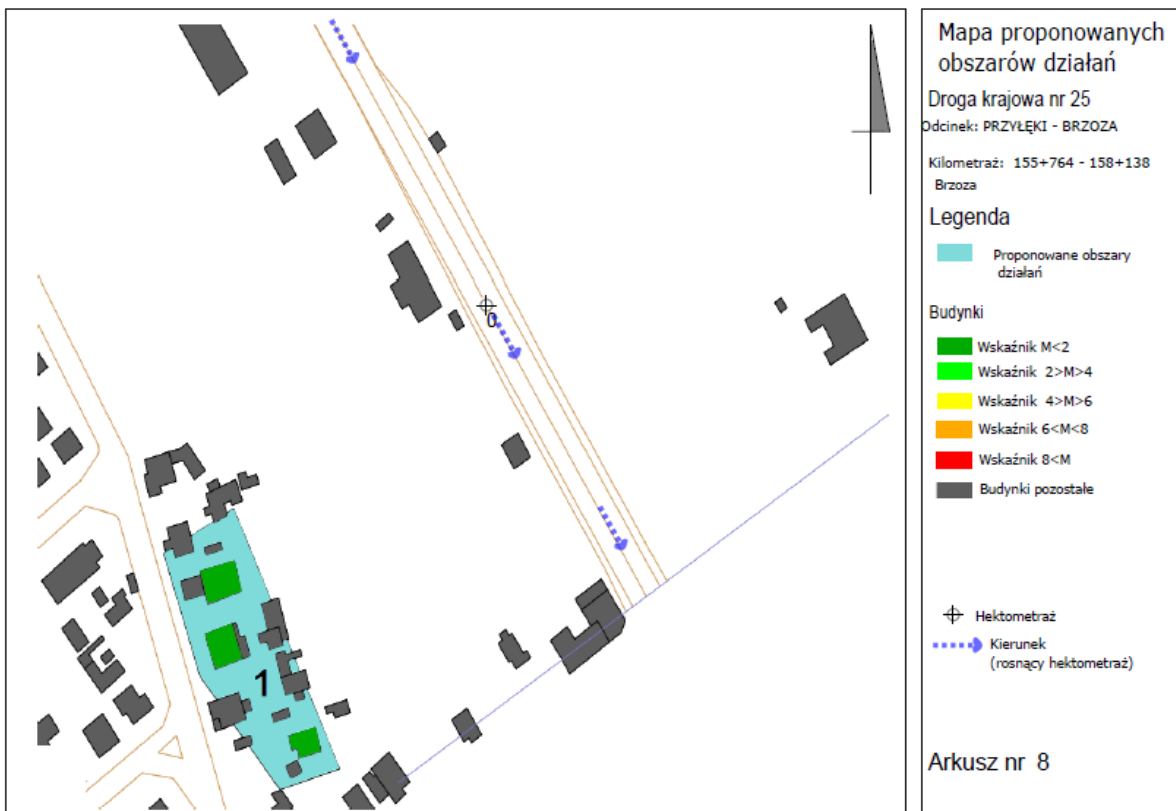 Mapa proponowanych
obszarów działań
Droga krajowa nr 25
Odcinek: PRZYŁĘKI - BRZOZA
Kilometraż: 155+764 - 158+138
Brzoza
Legenda
Proponowane obszary
działań
Budynki
Wskaźnik M<2
Wskaźnik 2>M>4
Wskaźnik 4>M>6
Wskaźnik 6<M<8
Wskaźnik 8<M
Budynki pozostałe
Hektometraż
Kierunek
(rosnący hektometraż)
Arkusz nr 8
0
1